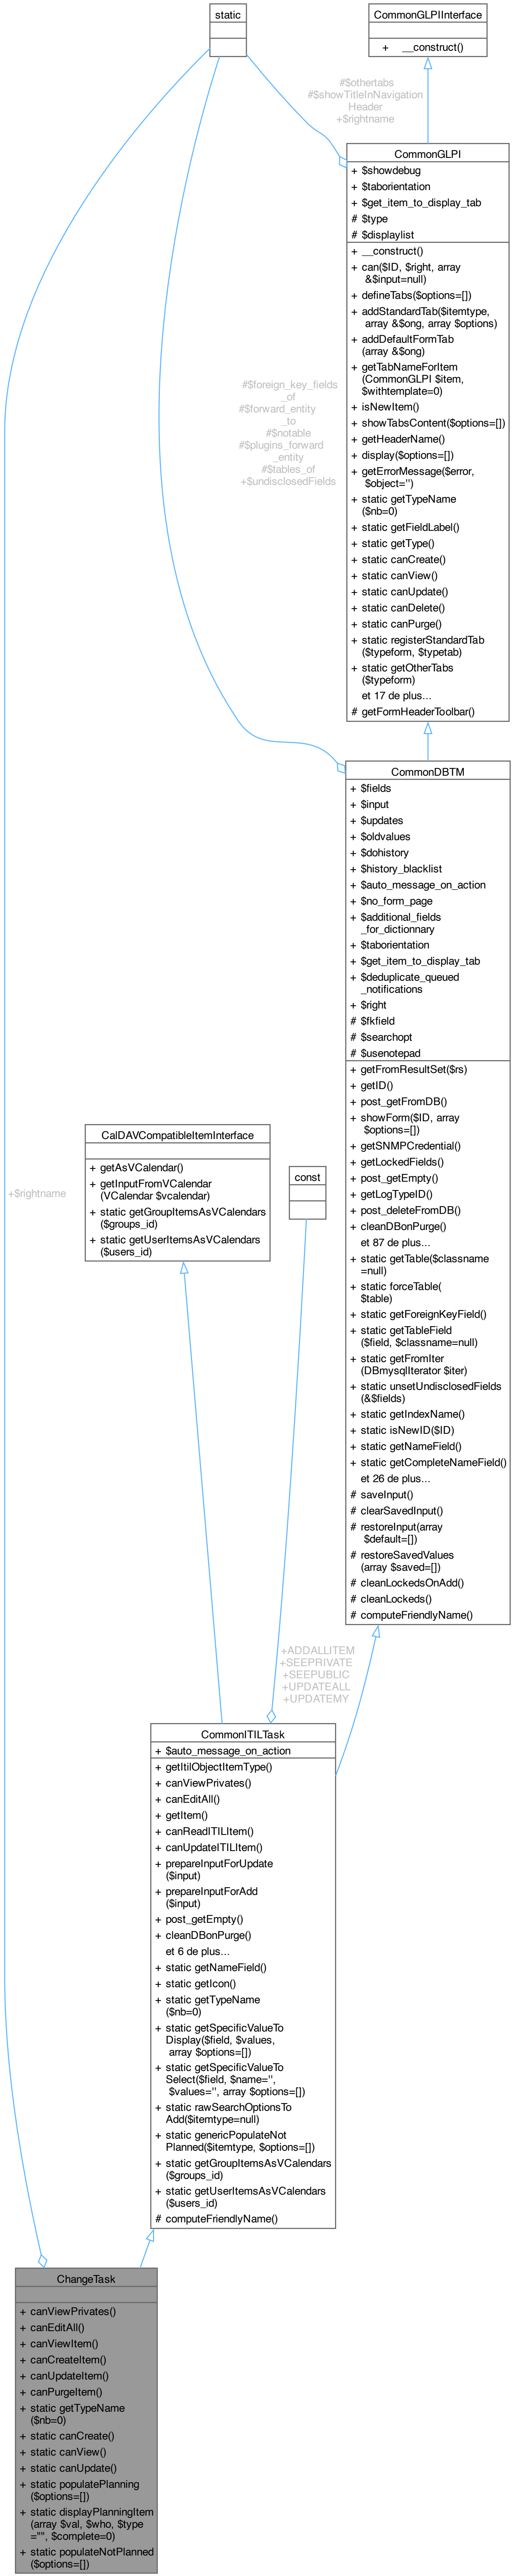 static
CommonGLPIInterface
+ __construct()
#$othertabs
#$showTitleInNavigation
Header
+$rightname
CommonGLPI
+ $showdebug
+ $taborientation
+ $get_item_to_display_tab
# $type
# $displaylist
+ __construct()
+ can($ID, $right, array
&$input=null)
+ defineTabs($options=[])
+ addStandardTab($itemtype,
array &$ong, array $options)
+ addDefaultFormTab
(array &$ong)
+ getTabNameForItem
(CommonGLPI $item,
$withtemplate=0)
+ isNewItem()
+ showTabsContent($options=[])
+ getHeaderName()
+ display($options=[])
+ getErrorMessage($error,
$object='')
+ static getTypeName
($nb=0)
+ static getFieldLabel()
+ static getType()
+ static canCreate()
+ static canView()
+ static canUpdate()
+ static canDelete()
+ static canPurge()
+ static registerStandardTab
($typeform, $typetab)
+ static getOtherTabs
($typeform)
et 17 de plus...
# getFormHeaderToolbar()
#$foreign_key_fields
_of
#$forward_entity
_to
#$notable
#$plugins_forward
_entity
#$tables_of
+$undisclosedFields
CommonDBTM
+ $fields
+ $input
+ $updates
+ $oldvalues
+ $dohistory
+ $history_blacklist
+ $auto_message_on_action
+ $no_form_page
+ $additional_fields
_for_dictionnary
+ $taborientation
+ $get_item_to_display_tab
+ $deduplicate_queued
_notifications
+ $right
# $fkfield
# $searchopt
# $usenotepad
+ getFromResultSet($rs)
+ getID()
+ post_getFromDB()
+ showForm($ID, array
$options=[])
+ getSNMPCredential()
+ getLockedFields()
+ post_getEmpty()
+ getLogTypeID()
+ post_deleteFromDB()
+ cleanDBonPurge()
et 87 de plus...
+ static getTable($classname
=null)
+ static forceTable(
$table)
+ static getForeignKeyField()
+ static getTableField
($field, $classname=null)
+ static getFromIter
(DBmysqlIterator $iter)
+ static unsetUndisclosedFields
(&$fields)
+ static getIndexName()
+ static isNewID($ID)
+ static getNameField()
+ static getCompleteNameField()
et 26 de plus...
# saveInput()
# clearSavedInput()
# restoreInput(array
$default=[])
# restoreSavedValues
(array $saved=[])
# cleanLockedsOnAdd()
# cleanLockeds()
# computeFriendlyName()
CalDAVCompatibleItemInterface
+ getAsVCalendar()
+ getInputFromVCalendar
(VCalendar $vcalendar)
+ static getGroupItemsAsVCalendars
($groups_id)
+ static getUserItemsAsVCalendars
($users_id)
const
+$rightname
+ADDALLITEM
+SEEPRIVATE
+SEEPUBLIC
+UPDATEALL
+UPDATEMY
CommonITILTask
+ $auto_message_on_action
+ getItilObjectItemType()
+ canViewPrivates()
+ canEditAll()
+ getItem()
+ canReadITILItem()
+ canUpdateITILItem()
+ prepareInputForUpdate
($input)
+ prepareInputForAdd
($input)
+ post_getEmpty()
+ cleanDBonPurge()
et 6 de plus...
+ static getNameField()
+ static getIcon()
+ static getTypeName
($nb=0)
+ static getSpecificValueTo
Display($field, $values,
array $options=[])
+ static getSpecificValueTo
Select($field, $name='',
$values='', array $options=[])
+ static rawSearchOptionsTo
Add($itemtype=null)
+ static genericPopulateNot
Planned($itemtype, $options=[])
+ static getGroupItemsAsVCalendars
($groups_id)
+ static getUserItemsAsVCalendars
($users_id)
# computeFriendlyName()
ChangeTask
+ canViewPrivates()
+ canEditAll()
+ canViewItem()
+ canCreateItem()
+ canUpdateItem()
+ canPurgeItem()
+ static getTypeName
($nb=0)
+ static canCreate()
+ static canView()
+ static canUpdate()
+ static populatePlanning
($options=[])
+ static displayPlanningItem
(array $val, $who, $type
="", $complete=0)
+ static populateNotPlanned
($options=[])